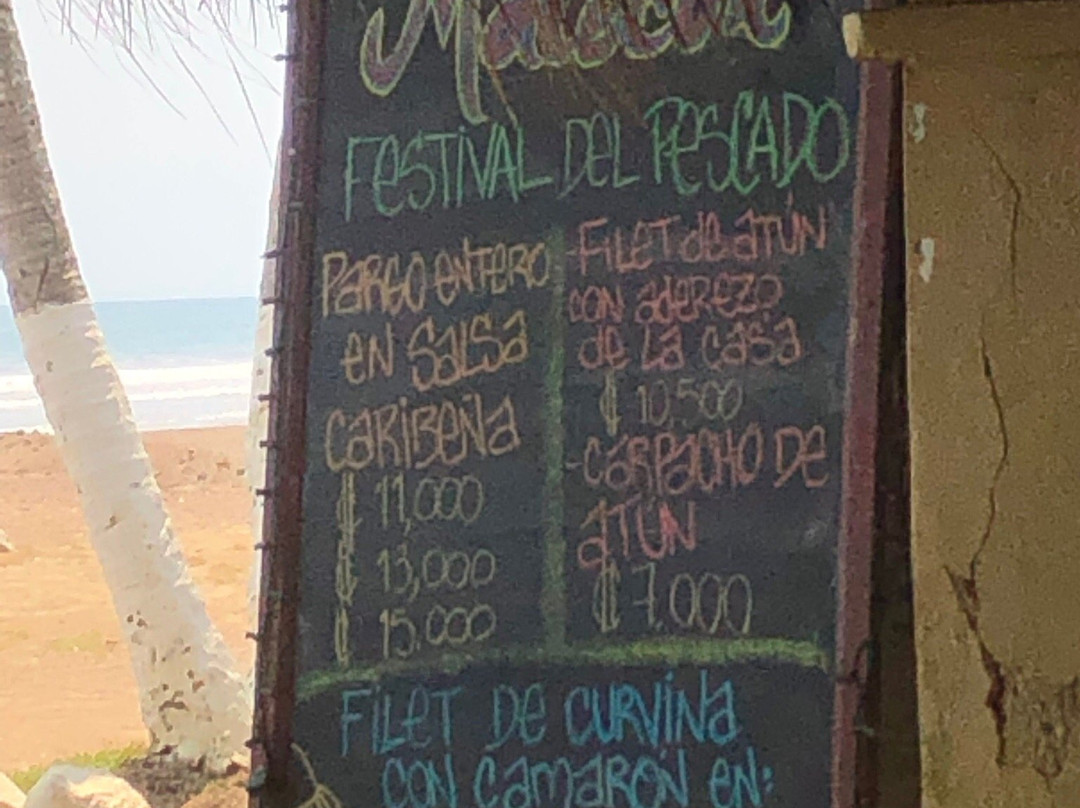 FESTIVAL DEL PESCADO
PARGO ENTERO
EN SALSA
CARIBEÑA
₡ 11,000
₡ 13,000
₡ 15.000
-FILET de ATÚN
CON adEREZO
de La casa
₡ 10,500
-CARPACHO DE
ATÚN
₡ 7.000
FILET DE CURVINA
CON CAMARÓN EN: